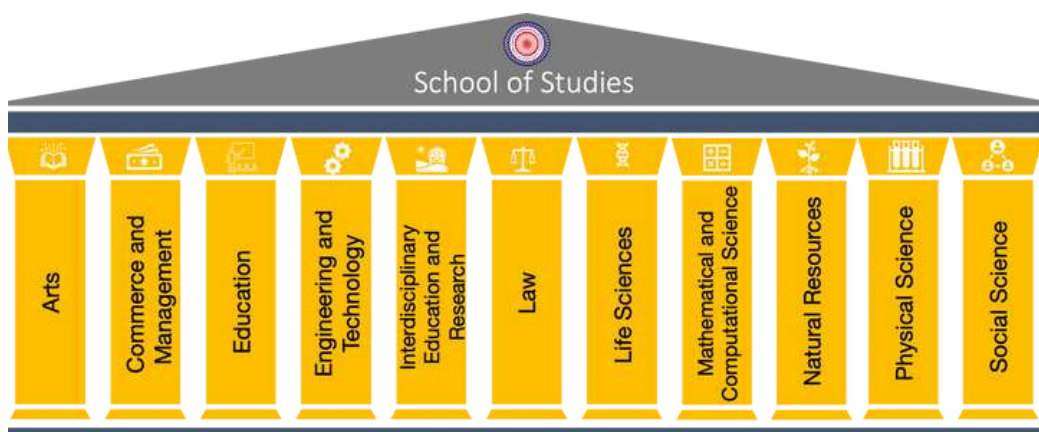 School of Studies
Arts
Commerce and
Management
Education
Engineering and
Technology
Interdisciplinary
Education and
Research
Law
Life Sciences
Mathematical and
Computational Science
Natural Resources
Physical Science
Social Science